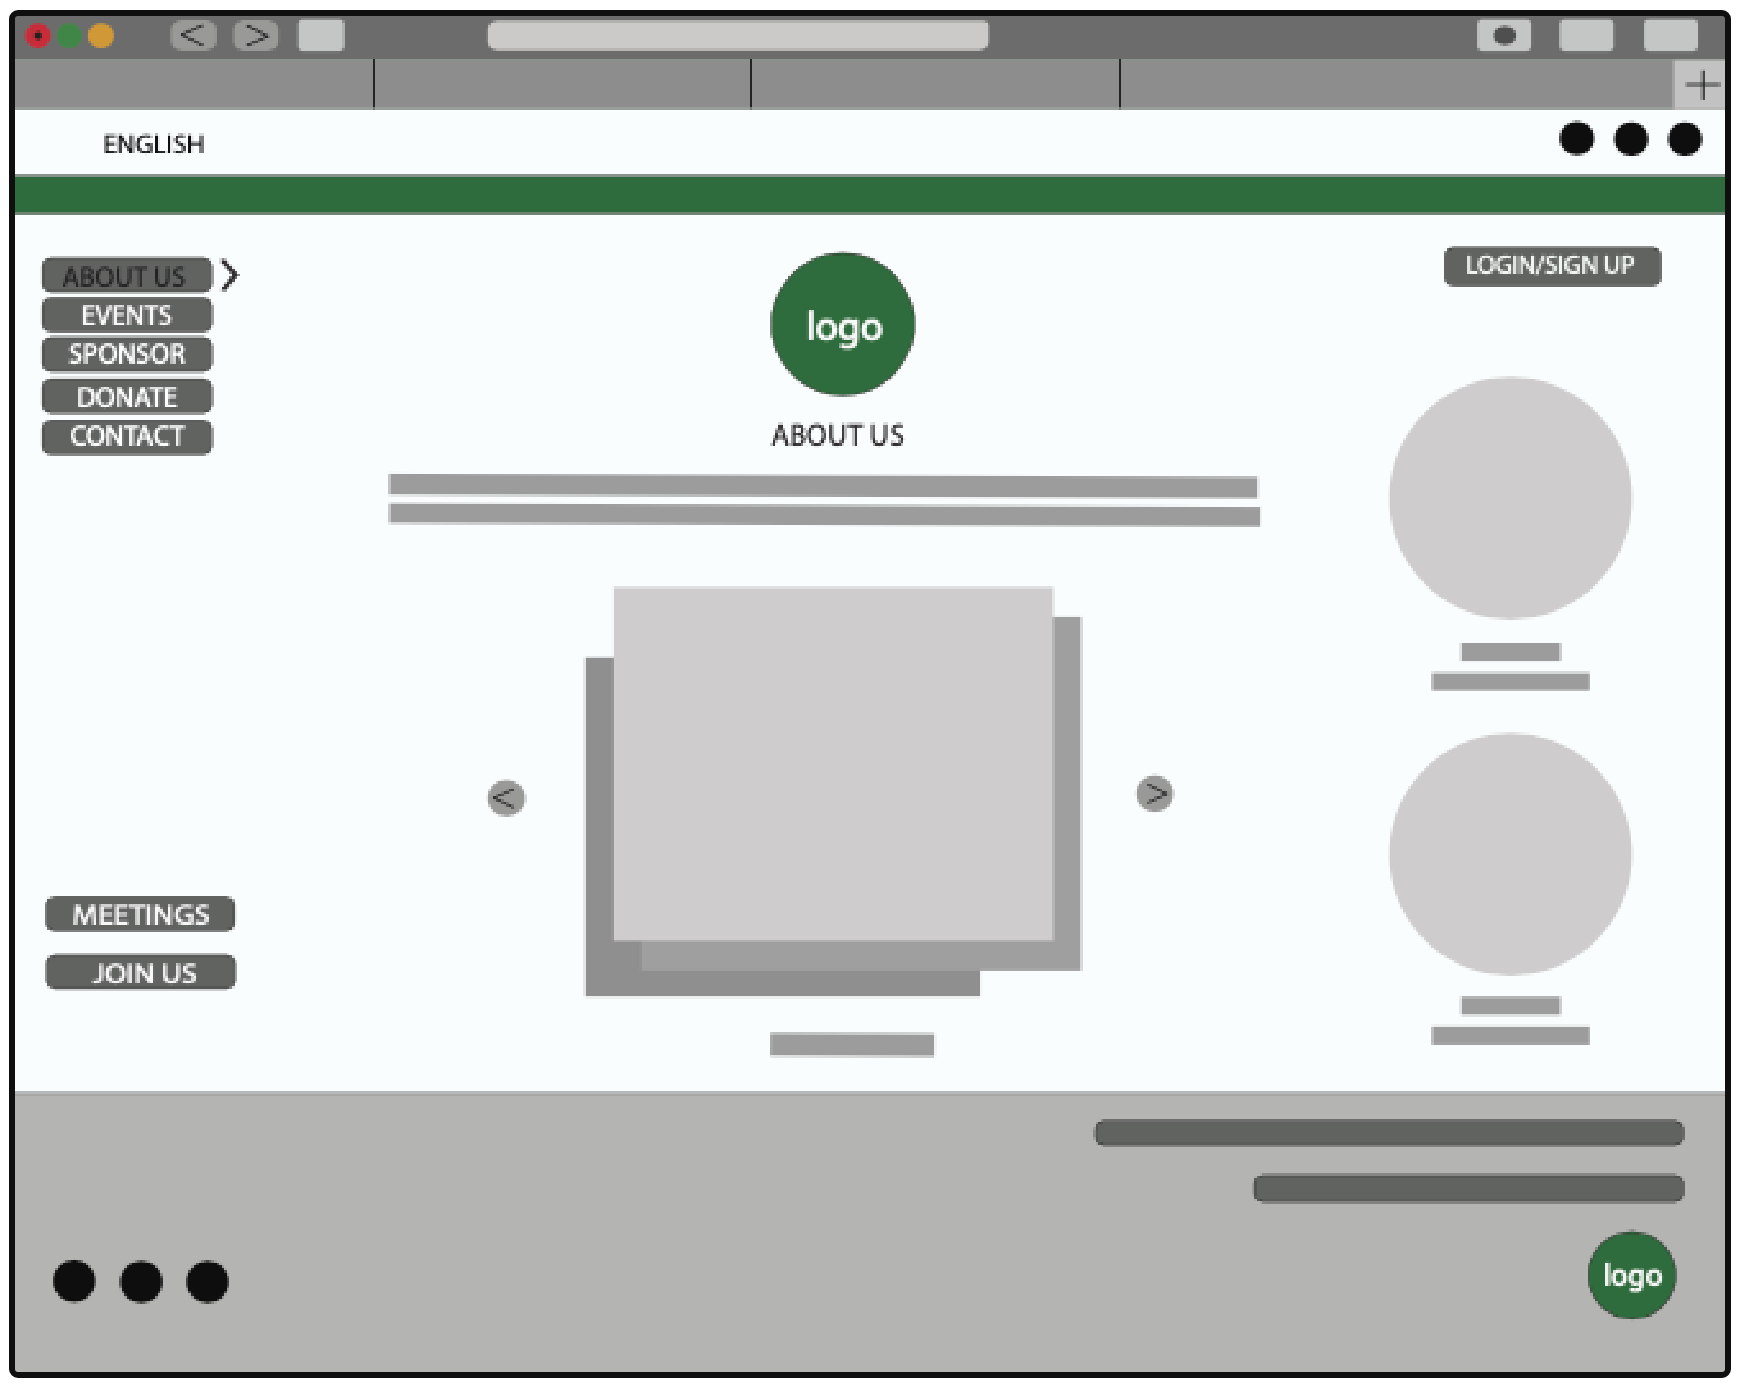 ENGLISH
ABOUT US
EVENTS
SPONSOR
DONATE
CONTACT
logo
ABOUT US
LOGIN/SIGN UP
MEETINGS
JOIN US
logo